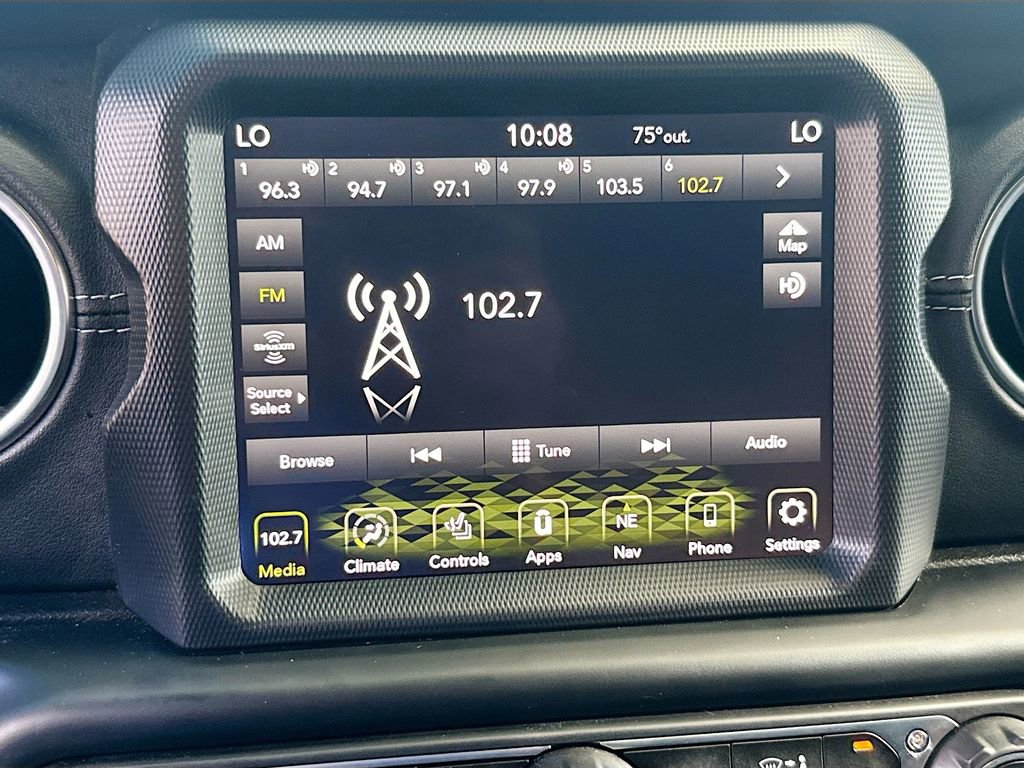 LO 10:08 75° out. LO
1 96.3 2 94.7 3 97.1 4 97.9 5 103.5 6 102.7
AM
Map
FM
HD
102.7
SiriusXM
Source
Select
Browse Tune Audio
102.7 NE
Media Climate Controls Apps Nav Phone Settings